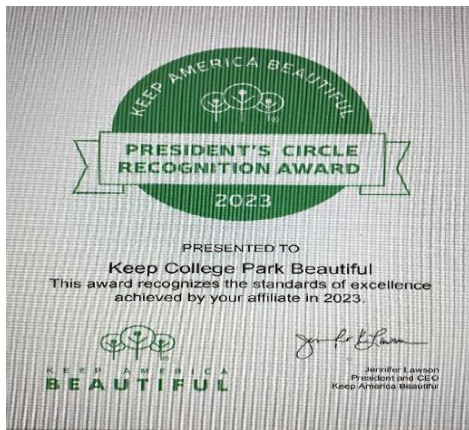 KEEP AMERICA BEAUTIFUL
PRESIDENT'S CIRCLE
RECOGNITION AWARD
2023
PRESENTED TO
Keep College Park Beautiful
This award recognizes the standards of excellence
achieved by your affiliate in 2023.
KEEP AMERICA
BEAUTIFUL
Jennifer Lawson
President and CEO
Keep America Beautiful